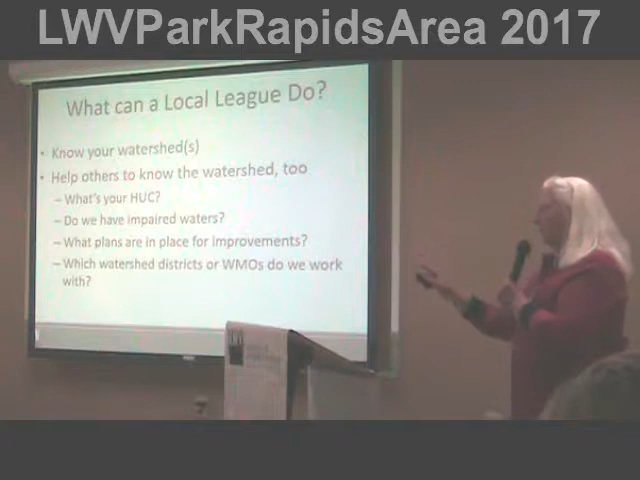 LWVParkRapidsArea 2017
What can a Local League Do?
• Know your watershed(s)
• Help others to know the watershed, too
– What's your HUC?
– Do we have impaired waters?
– What plans are in place for improvements?
– Which watershed districts or WMOs do we work
with?